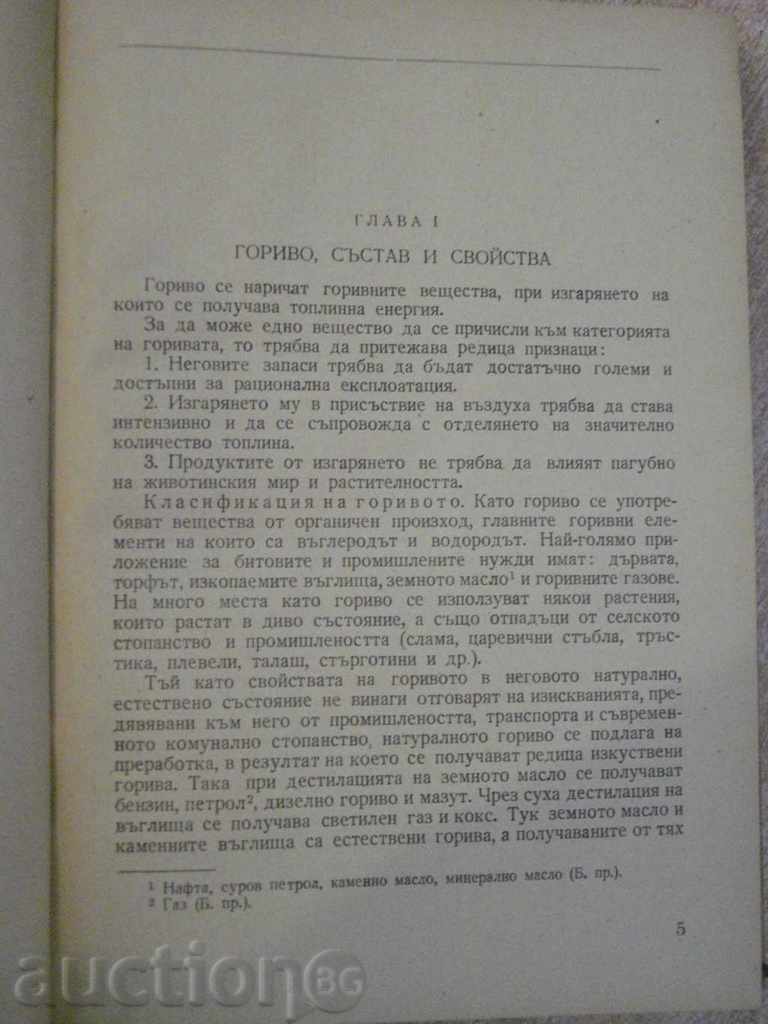 ГЛАВА I
ГОРИВО, СЪСТАВ И СВОЙСТВА
Гориво се наричат горивните вещества, при изгарянето на
които се получава топлинна енергия.
За да може едно вещество да се причисли към категорията
на горивата, то трябва да притежава редица признаци:
1. Неговите запаси трябва да бъдат достатъчно големи и
достъпни за рационална експлоатация.
2. Изгарянето му в присъствие на въздуха трябва да става
интензивно и да се съпровожда с отделянето на значително
количество топлина.
3. Продуктите от изгарянето не трябва да влияят пагубно
на животинския мир и растителността.
Класификация на горивото. Като гориво се употре-
бяват вещества от органичен произход, главните горивни еле-
менти на които са въглеродът и водородът. Най-голямо при-
ложение за битовите и промишлените нужди имат: дървата,
торфът, изкопаемите въглища, земното масло¹ и горивните газове.
На много места като гориво се използуват някои растения,
които растат в диво състояние, а също отпадъци от селското
стопанство и промишлеността (слама, царевични стъбла, тръс-
тика, плевели, талаш, стърготини и др.).
Тъй като свойствата на горивото в неговото натурално,
естествено състояние не винаги отговарят на изискванията, пре-
дявявани към него от промишлеността, транспорта и съвремен-
ното комунално стопанство, натуралното гориво се подлага на
преработка, в резултат на което се получават редица изкуствени
горива. Така при дестилацията на земното масло се получават
бензин, петрол², дизелно гориво и мазут. Чрез суха дестилация на
въглища се получава светилен газ и кокс. Тук земното масло и
каменните въглища са естествени горива, а получаваните от тях
¹ Нафта, суров петрол, каменно масло, минерално масло (Б. пр.).
² Газ (Б. пр.).
5
auctionBG